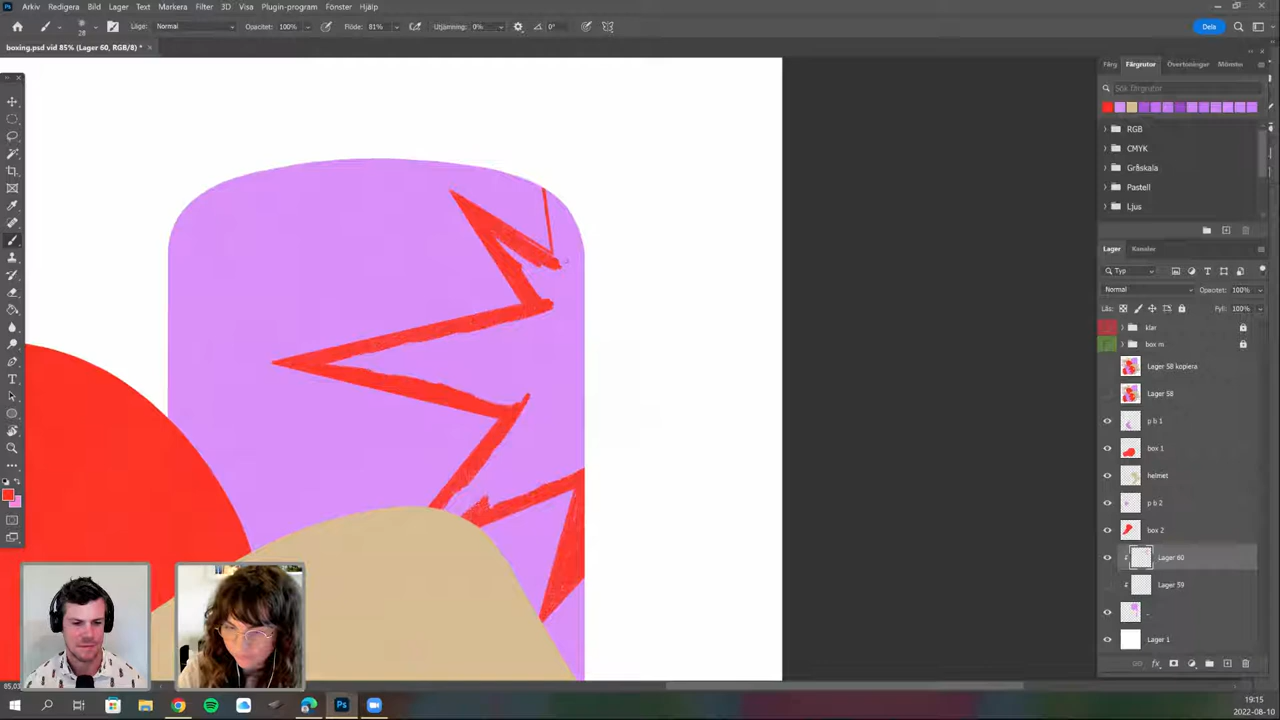 Arkiv Redigera Bild Lager Text Markera Filter 3D Visa Plugin-program Fönster Hjälp
28 Läge: Normal Opacitet: 100% Flöde: 81% Utjämning: 0% 0° Dela
boxing.psd vid 85% (Lager 60, RGB/8) *
Färg Färgrutor Övertoningar Mönster
Sök färgrutor
RGB
CMYK
Gråskala
Pastell
Ljus
Lager Kanaler
Typ
Normal Opacitet: 100%
Lås: Fyll: 100%
klar
box m
Lager 58 kopiera
Lager 58
p b 1
box 1
helmet
p b 2
box 2
Lager 60
Lager 59
-
Lager 1
19:15
2022-08-10